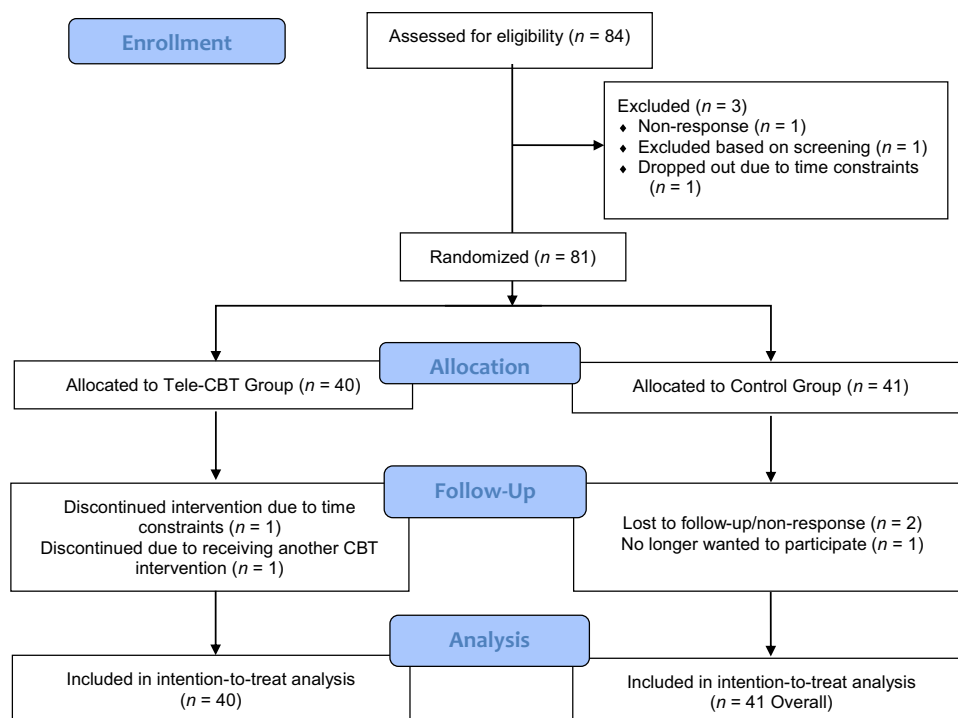 Enrollment
Assessed for eligibility (n = 84)
Excluded (n = 3)
♦ Non-response (n = 1)
♦ Excluded based on screening (n = 1)
♦ Dropped out due to time constraints
(n = 1)
Randomized (n = 81)
Allocation
Allocated to Tele-CBT Group (n = 40)
Allocated to Control Group (n = 41)
Follow-Up
Discontinued intervention due to time
constraints (n = 1)
Discontinued due to receiving another CBT
intervention (n = 1)
Lost to follow-up/non-response (n = 2)
No longer wanted to participate (n = 1)
Analysis
Included in intention-to-treat analysis
(n = 40)
Included in intention-to-treat analysis
(n = 41 Overall)